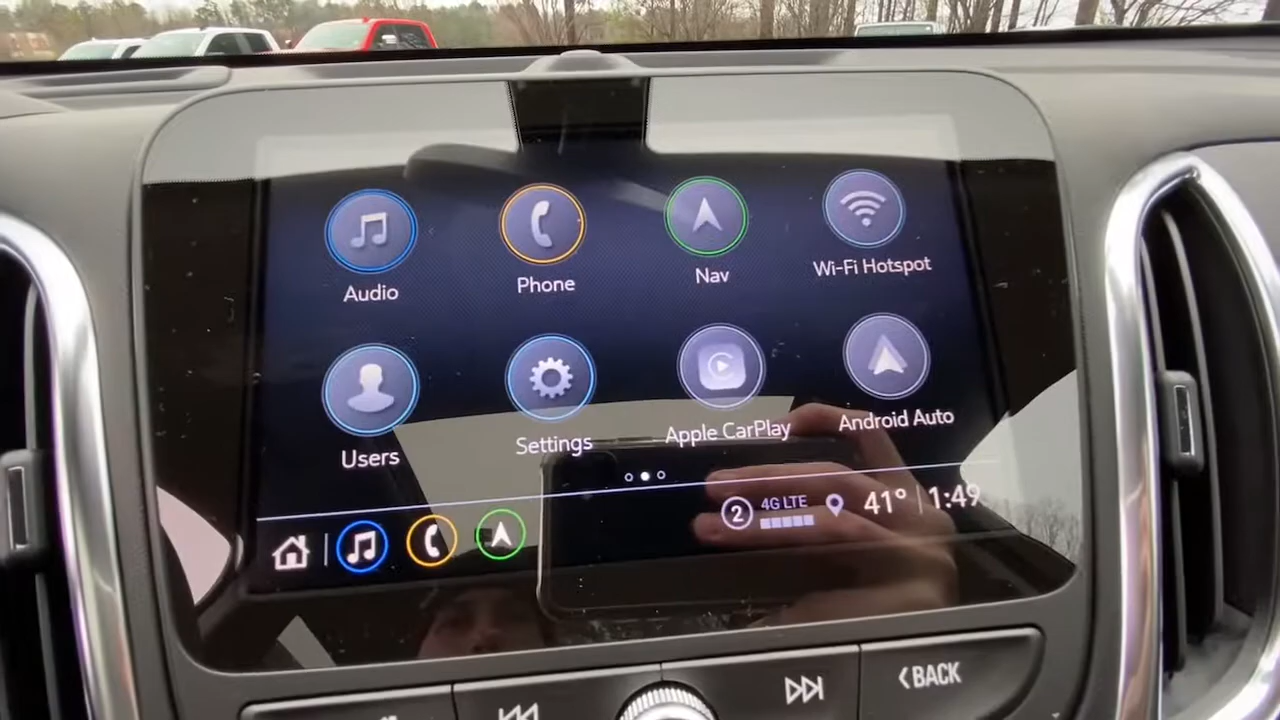 Audio
Phone
Nav
Wi-Fi Hotspot
Users
Settings
Apple CarPlay
Android Auto
2
4G LTE
41°
1:49
BACK